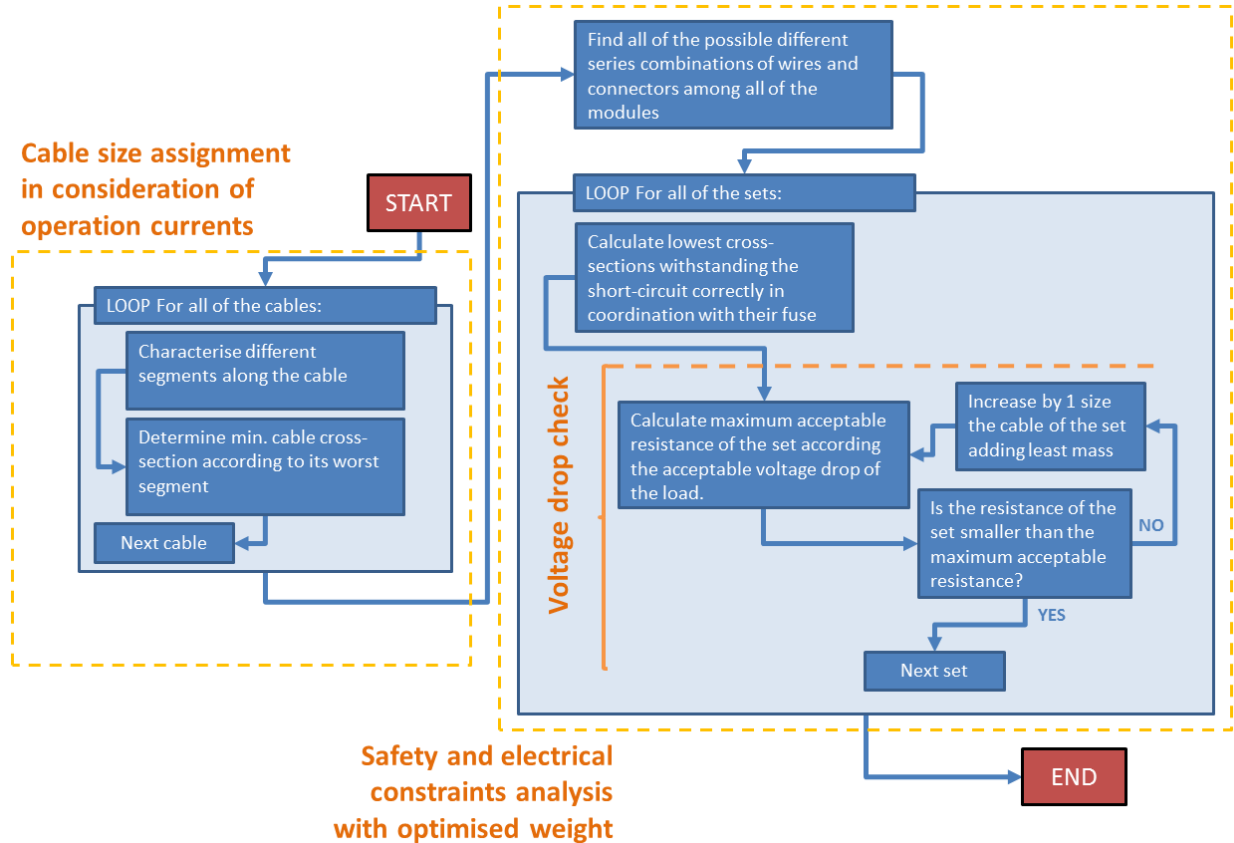 Cable size assignment
in consideration of
operation currents
START
LOOP For all of the cables:
Characterise different
segments along the cable
Determine min. cable cross-
section according to its worst
segment
Next cable
Find all of the possible different
series combinations of wires and
connectors among all of the
modules
LOOP For all of the sets:
Calculate lowest cross-
sections withstanding the
short-circuit correctly in
coordination with their fuse
Voltage drop check
Calculate maximum acceptable
resistance of the set according
the acceptable voltage drop of
the load.
Increase by 1 size
the cable of the set
adding least mass
Is the resistance of the
set smaller than the
maximum acceptable
resistance?
NO
YES
Next set
Safety and electrical
constraints analysis
with optimised weight
END